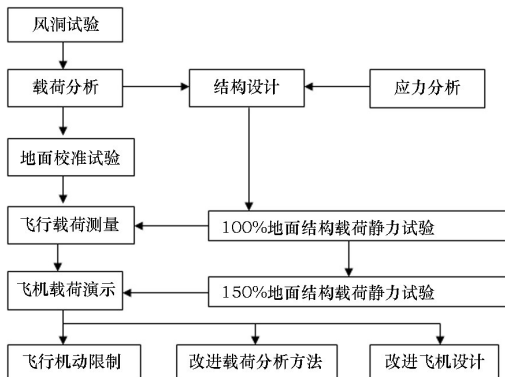 风洞试验
载荷分析
结构设计
应力分析
地面校准试验
飞行载荷测量
100%地面结构载荷静力试验
飞机载荷演示
150%地面结构载荷静力试验
飞行机动限制
改进载荷分析方法
改进飞机设计